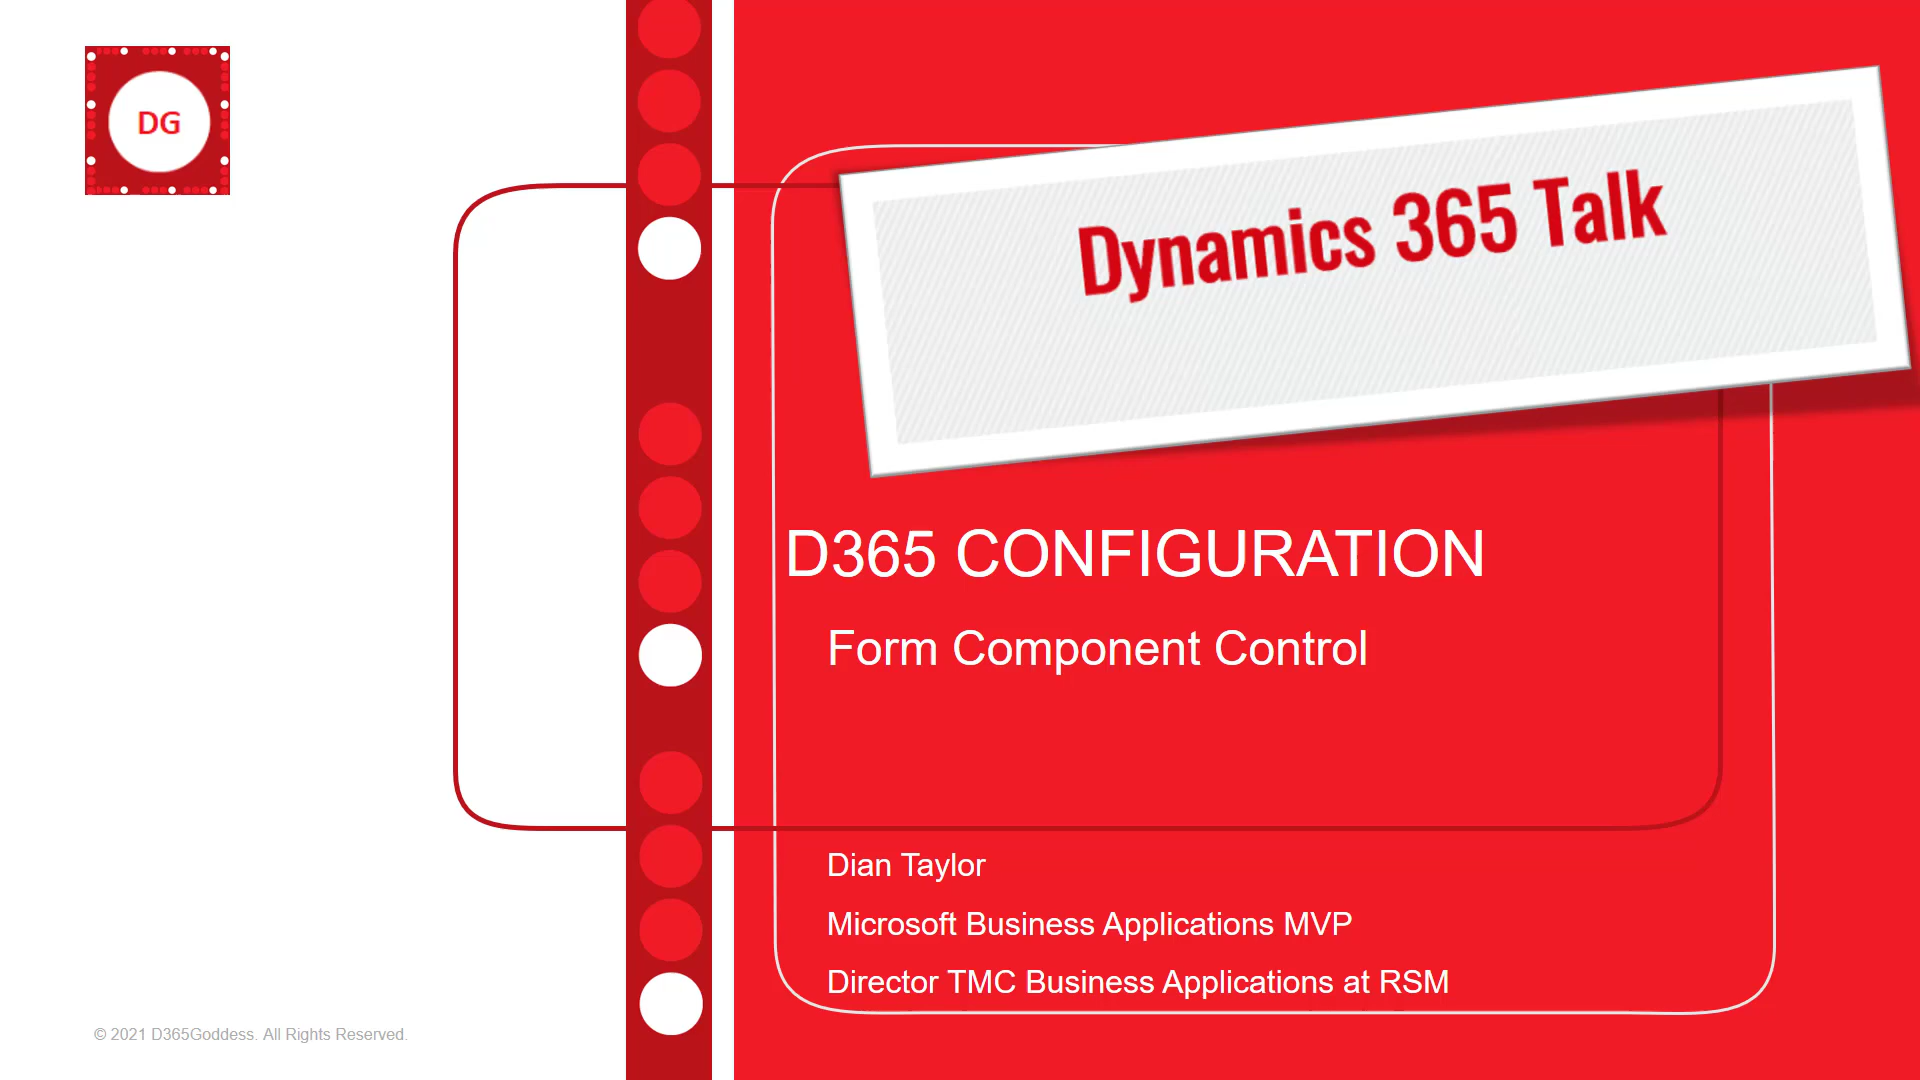 DG
Dynamics 365 Talk
D365 CONFIGURATION
Form Component Control
Dian Taylor
Microsoft Business Applications MVP
Director TMC Business Applications at RSM
© 2021 D365Goddess. All Rights Reserved.